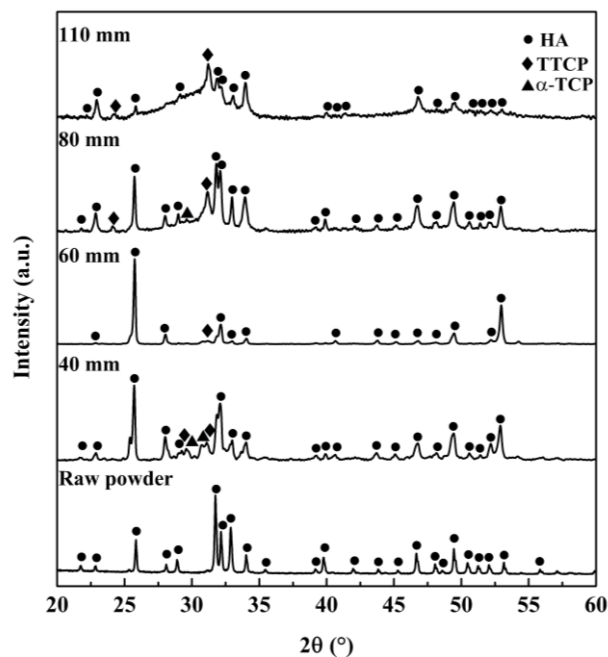 110 mm
HA
TTCP
α-TCP
80 mm
60 mm
40 mm
Raw powder
Intensity (a.u.)
20 25 30 35 40 45 50 55 60
2θ (°)